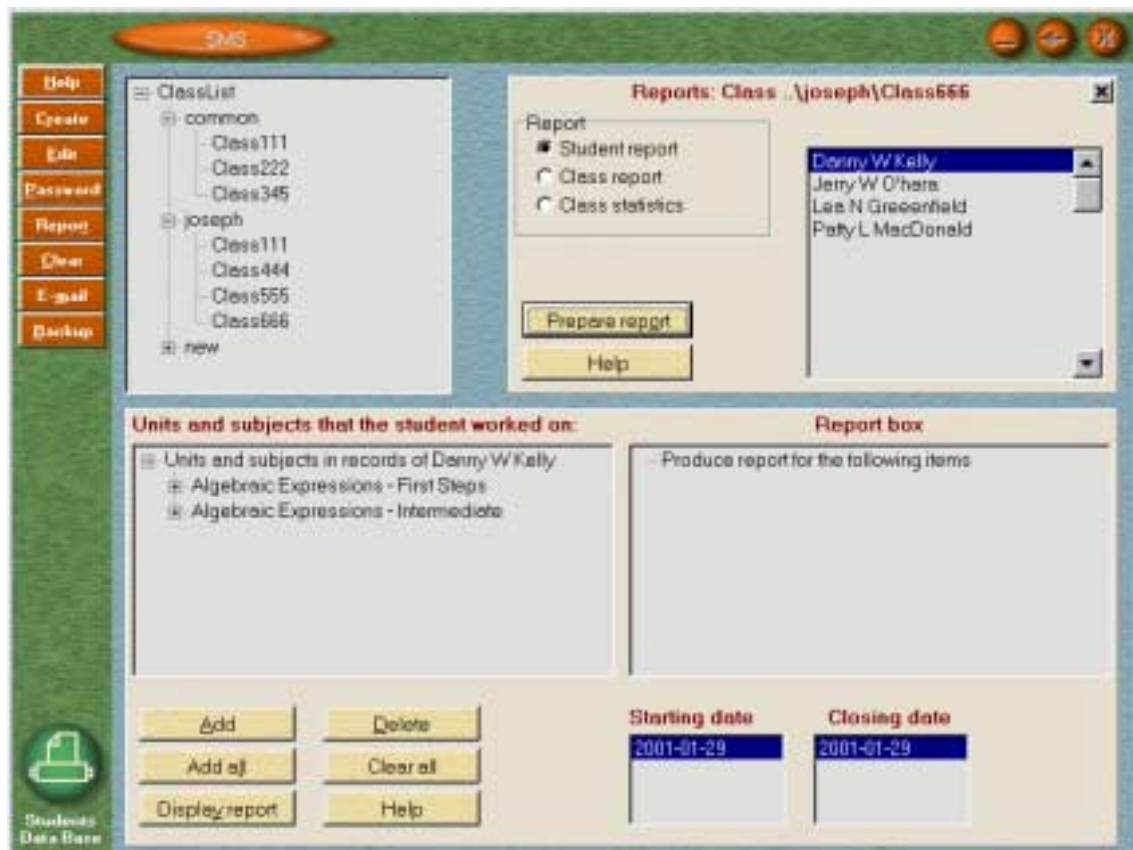 SMS
Help
Create
Edit
Password
Report
Clear
E-mail
Backup
ClassList
common
Class111
Class222
Class345
joseph
Class111
Class444
Class555
Class666
new
Reports: Class ..\joseph\Class666
Report
Student report
Class report
Class statistics
Prepare report
Help
Danny W Kelly
Jerry W O'hara
Lea N Greeenfield
Patty L MacDonald
Units and subjects that the student worked on:
Units and subjects in records of Danny W Kelly
Algebraic Expressions - First Steps
Algebraic Expressions - Intermediate
Report box
Produce report for the following items
Add
Delete
Add all
Clear all
Display report
Help
Starting date
Closing date
2001-01-29
2001-01-29
Students
Data Base